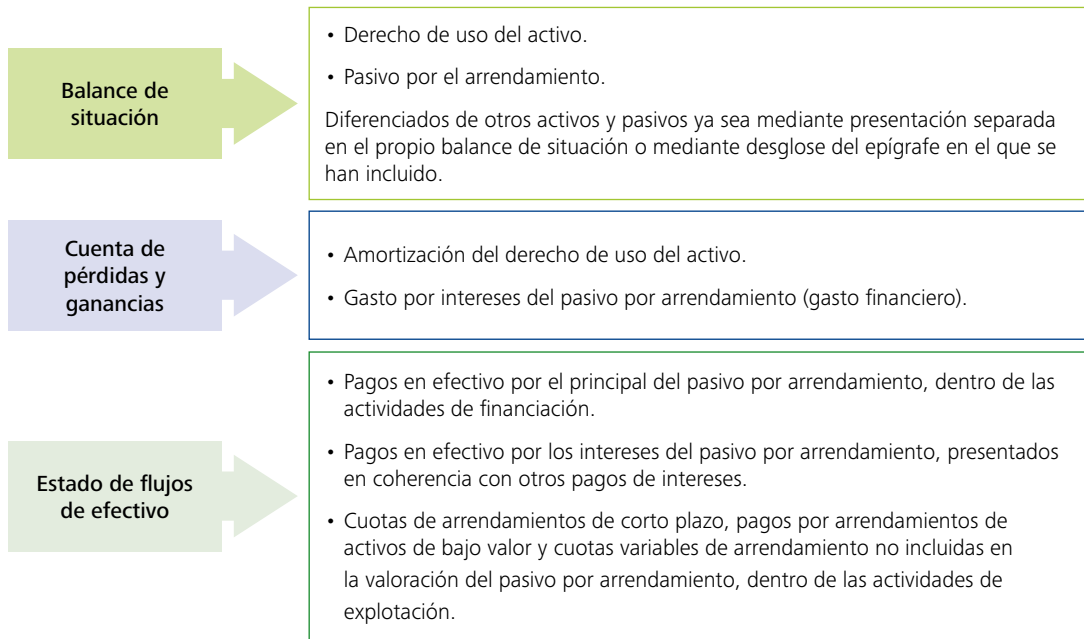 Balance de
situación
• Derecho de uso del activo.
• Pasivo por el arrendamiento.
Diferenciados de otros activos y pasivos ya sea mediante presentación separada
en el propio balance de situación o mediante desglose del epígrafe en el que se
han incluido.
Cuenta de
pérdidas y
ganancias
• Amortización del derecho de uso del activo.
• Gasto por intereses del pasivo por arrendamiento (gasto financiero).
Estado de flujos
de efectivo
• Pagos en efectivo por el principal del pasivo por arrendamiento, dentro de las
actividades de financiación.
• Pagos en efectivo por los intereses del pasivo por arrendamiento, presentados
en coherencia con otros pagos de intereses.
• Cuotas de arrendamientos de corto plazo, pagos por arrendamientos de
activos de bajo valor y cuotas variables de arrendamiento no incluidas en
la valoración del pasivo por arrendamiento, dentro de las actividades de
explotación.